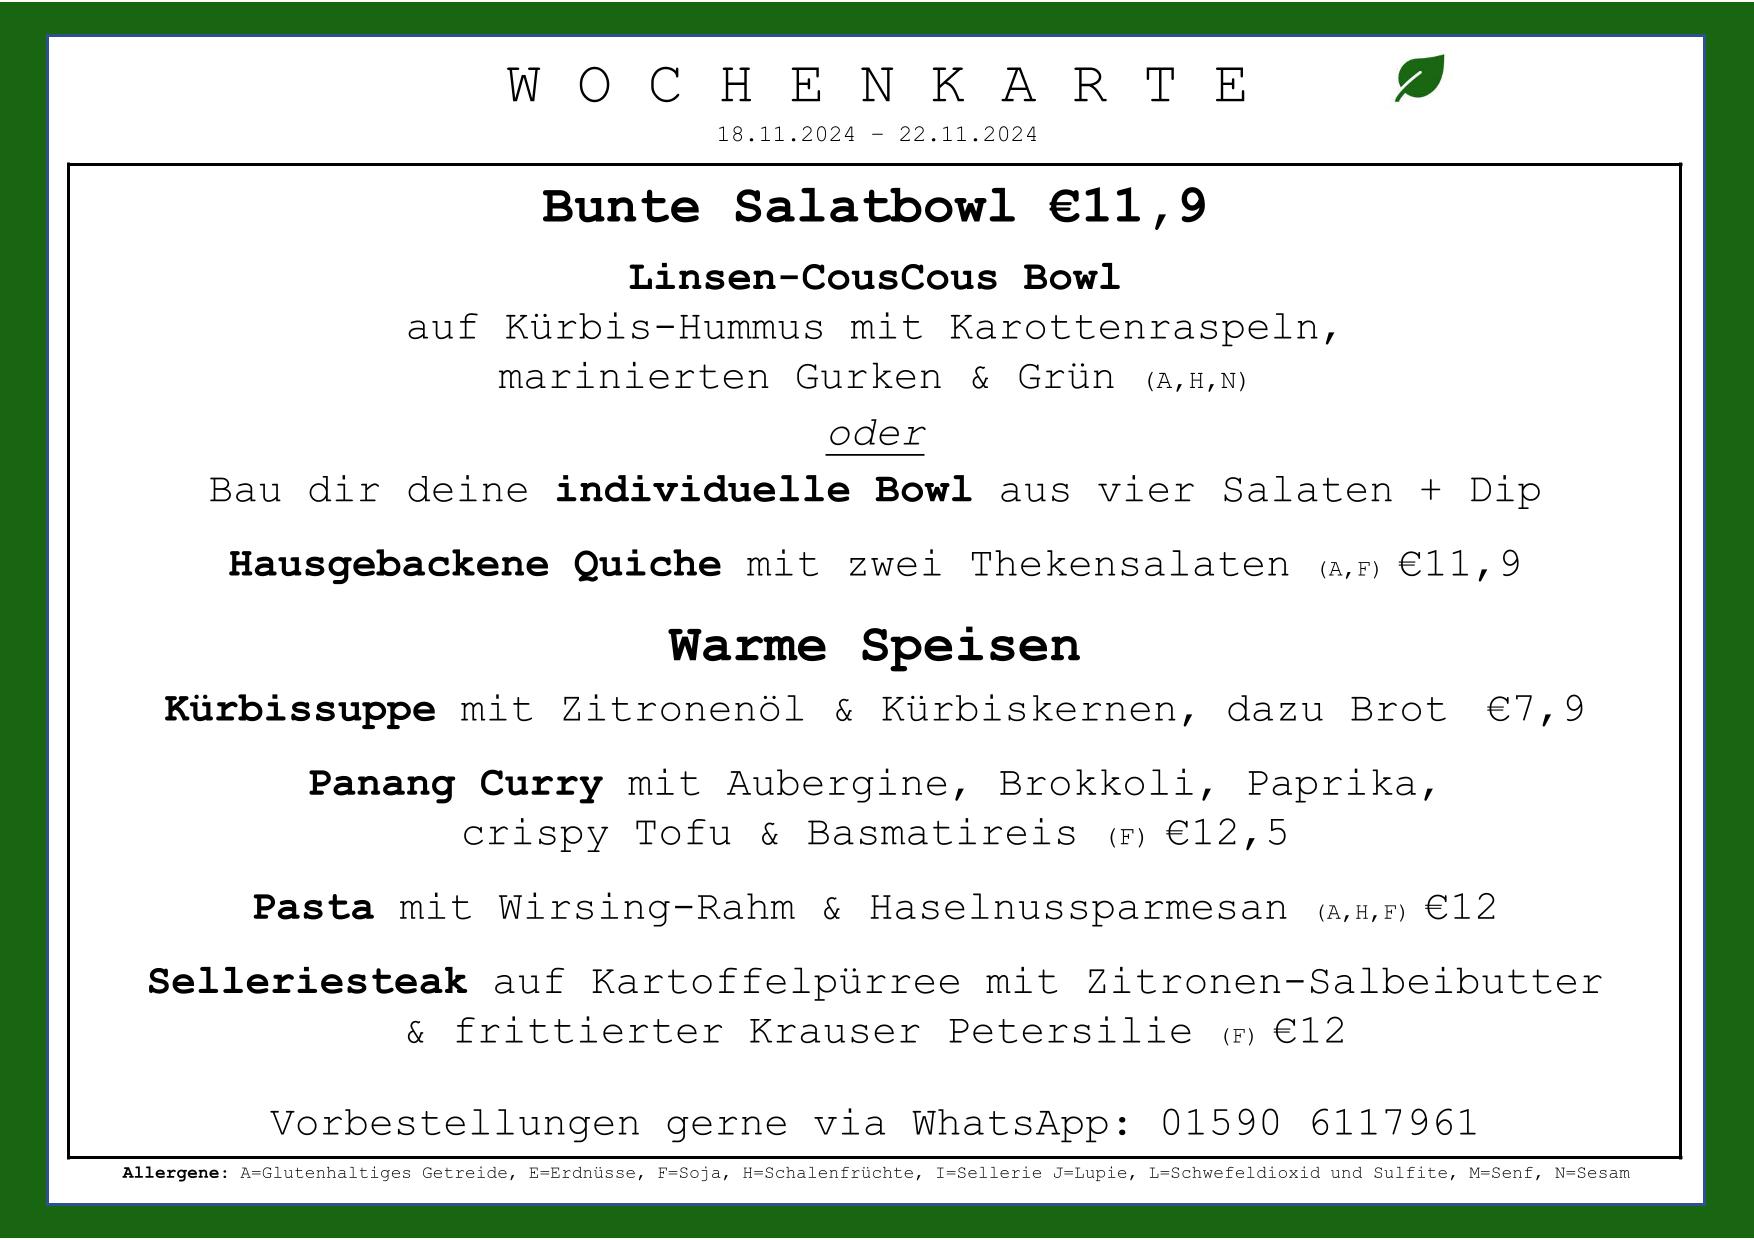 WOCHENKARTE
18.11.2024 – 22.11.2024
Bunte Salatbowl €11,9
Linsen-CousCous Bowl
auf Kürbis-Hummus mit Karottenraspeln,
marinierten Gurken & Grün (A,H,N)
oder
Bau dir deine individuelle Bowl aus vier Salaten + Dip
Hausgebackene Quiche mit zwei Thekensalaten (A,F) €11,9
Warme Speisen
Kürbissuppe mit Zitronenöl & Kürbiskernen, dazu Brot €7,9
Panang Curry mit Aubergine, Brokkoli, Paprika,
crispy Tofu & Basmatireis (F) €12,5
Pasta mit Wirsing-Rahm & Haselnussparmesan (A,H,F) €12
Selleriesteak auf Kartoffelpürree mit Zitronen-Salbeibutter
& frittierter Krauser Petersilie (F) €12
Vorbestellungen gerne via WhatsApp: 01590 6117961
Allergene: A=Glutenhaltiges Getreide, E=Erdnüsse, F=Soja, H=Schalenfrüchte, I=Sellerie J=Lupie, L=Schwefeldioxid und Sulfite, M=Senf, N=Sesam